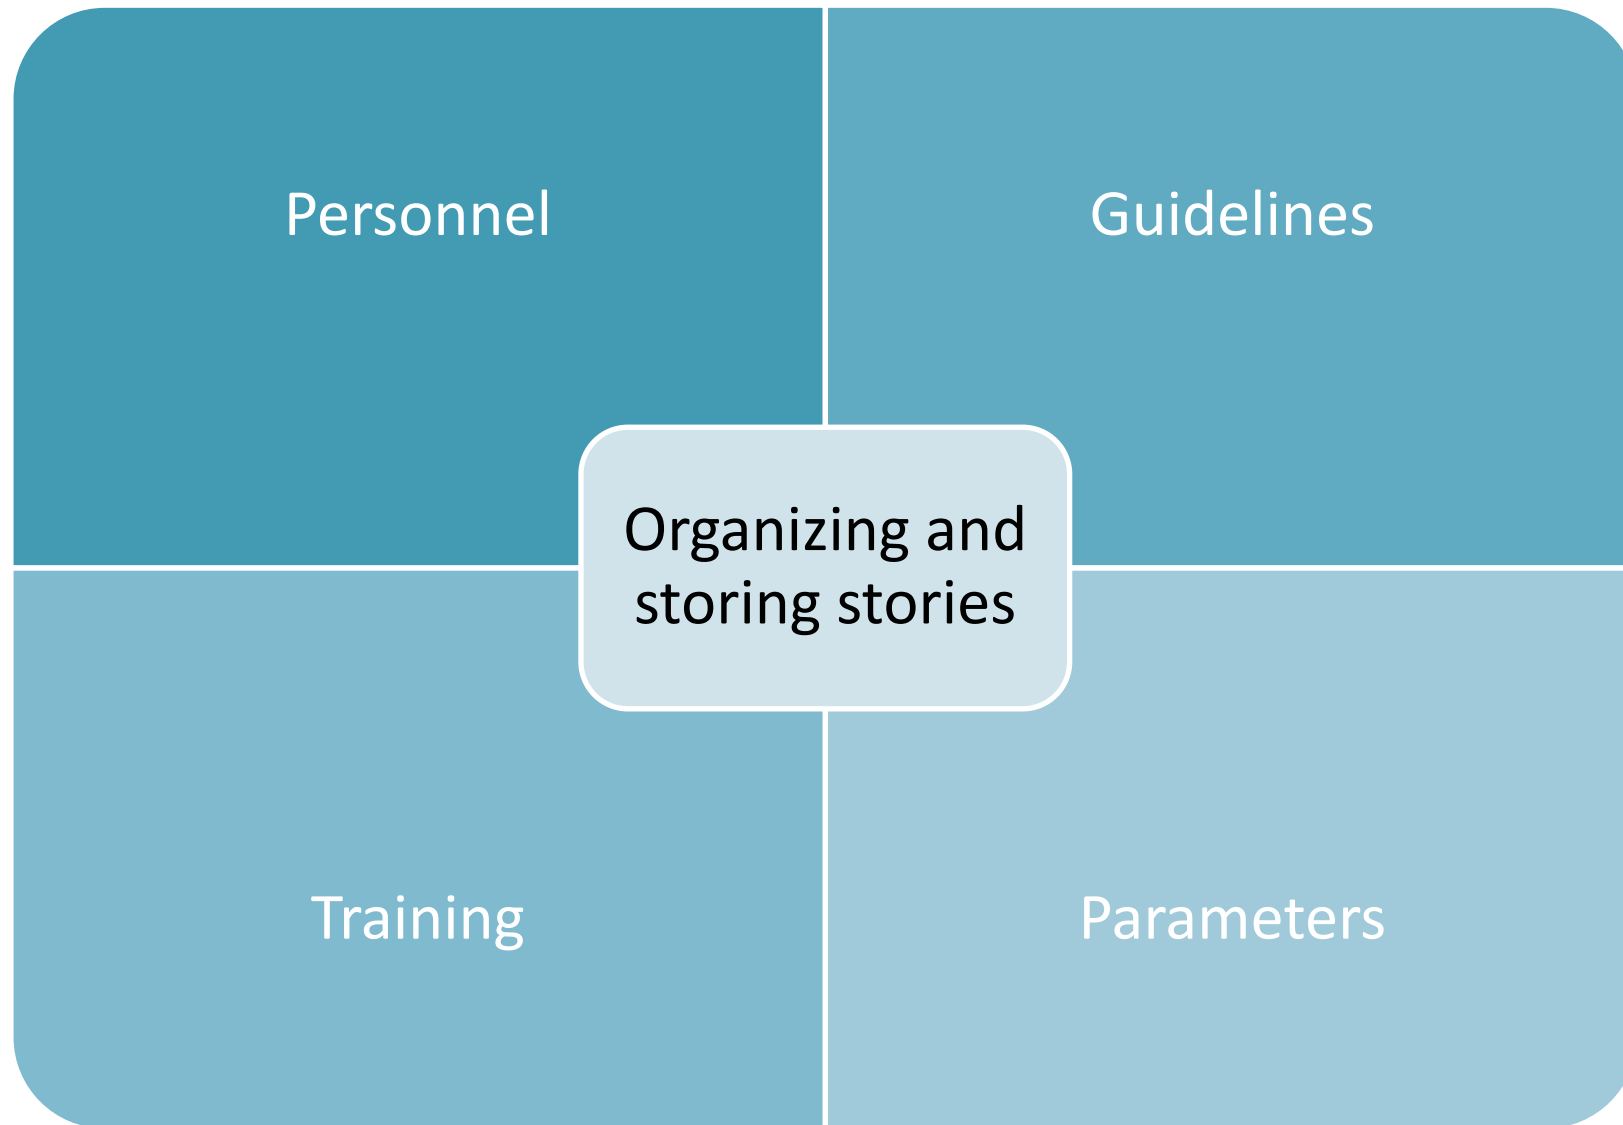 Personnel
Guidelines
Organizing and
storing stories
Training
Parameters